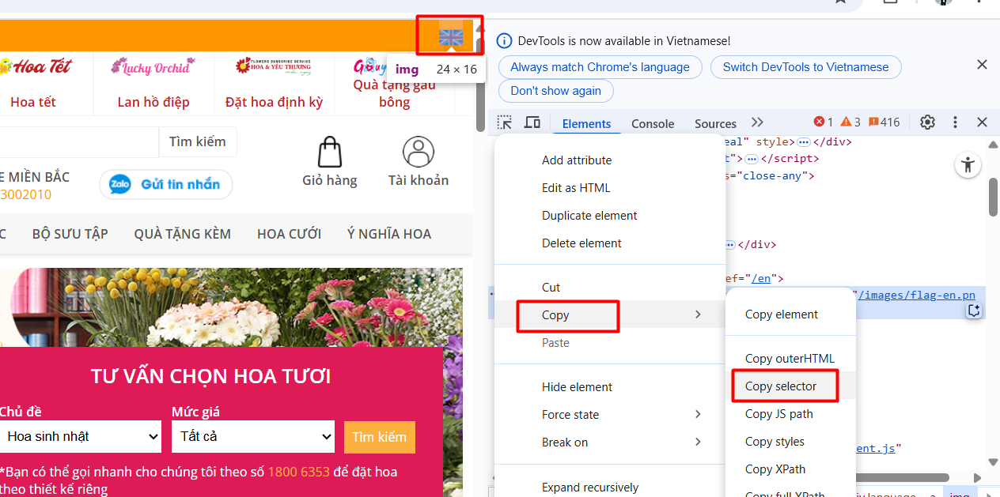 Hoa Tết
Lucky Orchid
FLOWERS SUBSCRIBE SERVICE
HOA & YÊU THƯƠNG
img 24 × 16
Hoa tết
Lan hồ điệp
Đặt hoa định kỳ
Quà tặng gấu
bông
Tìm kiếm
E MIỀN BẮC
3002010
Zalo Gửi tin nhắn
Giỏ hàng
Tài khoản
C BỘ SƯU TẬP QUÀ TẶNG KÈM HOA CƯỚI Ý NGHĨA HOA
TƯ VẤN CHỌN HOA TƯƠI
Chủ đề Mức giá
Hoa sinh nhật Tất cả Tìm kiếm
*Bạn có thể gọi nhanh cho chúng tôi theo số 1800 6353 để đặt hoa
theo thiết kế riêng
DevTools is now available in Vietnamese!
Always match Chrome's language Switch DevTools to Vietnamese
Don't show again
Elements Console Sources 1 3 416
eal" style> </div>
t"> </script>
s="close-any">
</div>
ef="/en">
"/images/flag-en.pn
ent.js"
Add attribute
Edit as HTML
Duplicate element
Delete element
Cut
Copy
Paste
Hide element
Force state
Break on
Expand recursively
Copy element
Copy outerHTML
Copy selector
Copy JS path
Copy styles
Copy XPath
Copy full XPath
iv.language a img